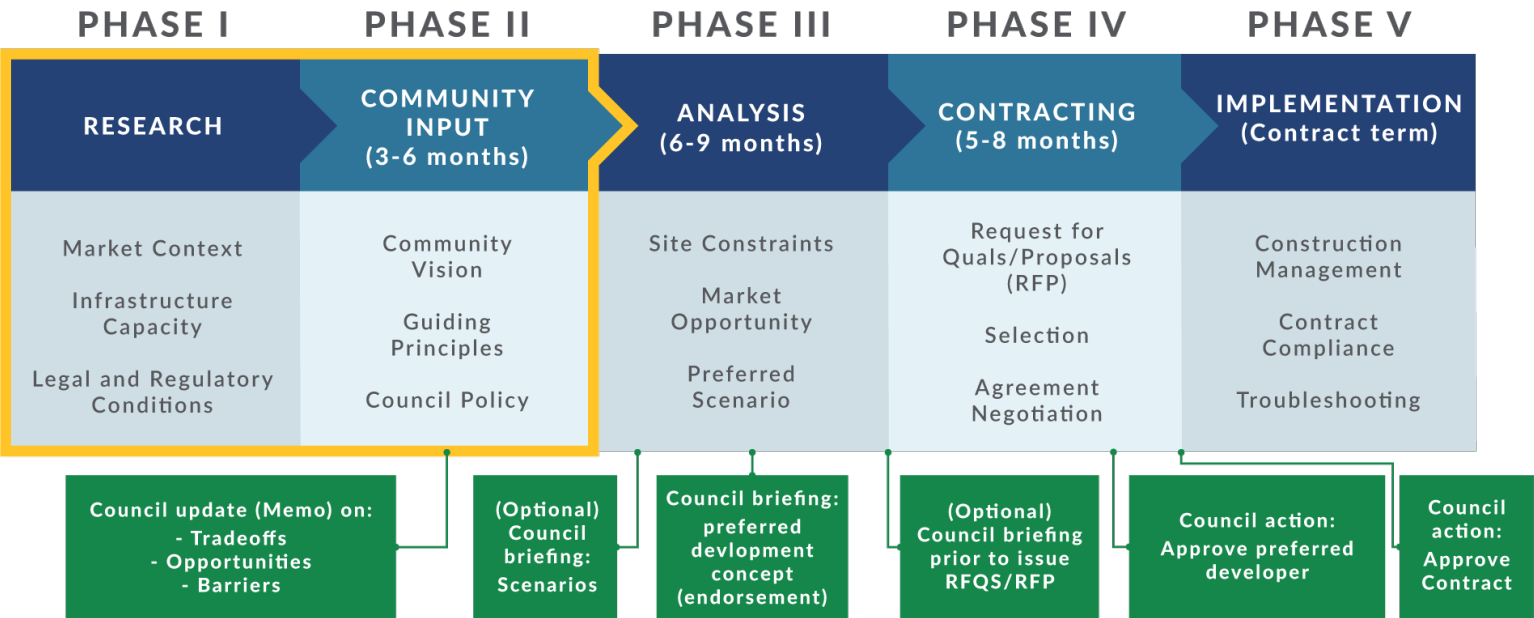 PHASE I
PHASE II
PHASE III
PHASE IV
PHASE V
RESEARCH
COMMUNITY
INPUT
(3-6 months)
ANALYSIS
(6-9 months)
CONTRACTING
(5-8 months)
IMPLEMENTATION
(Contract term)
Market Context
Infrastructure
Capacity
Legal and Regulatory
Conditions
Community
Vision
Guiding
Principles
Council Policy
Site Constraints
Market
Opportunity
Preferred
Scenario
Request for
Quals/Proposals
(RFP)
Selection
Agreement
Negotiation
Construction
Management
Contract
Compliance
Troubleshooting
Council update (Memo) on:
- Tradeoffs
- Opportunities
- Barriers
(Optional)
Council
briefing:
Scenarios
Council briefing:
preferred
devlopment
concept
(endorsement)
(Optional)
Council briefing
prior to issue
RFQS/RFP
Council action:
Approve preferred
developer
Council
action:
Approve
Contract